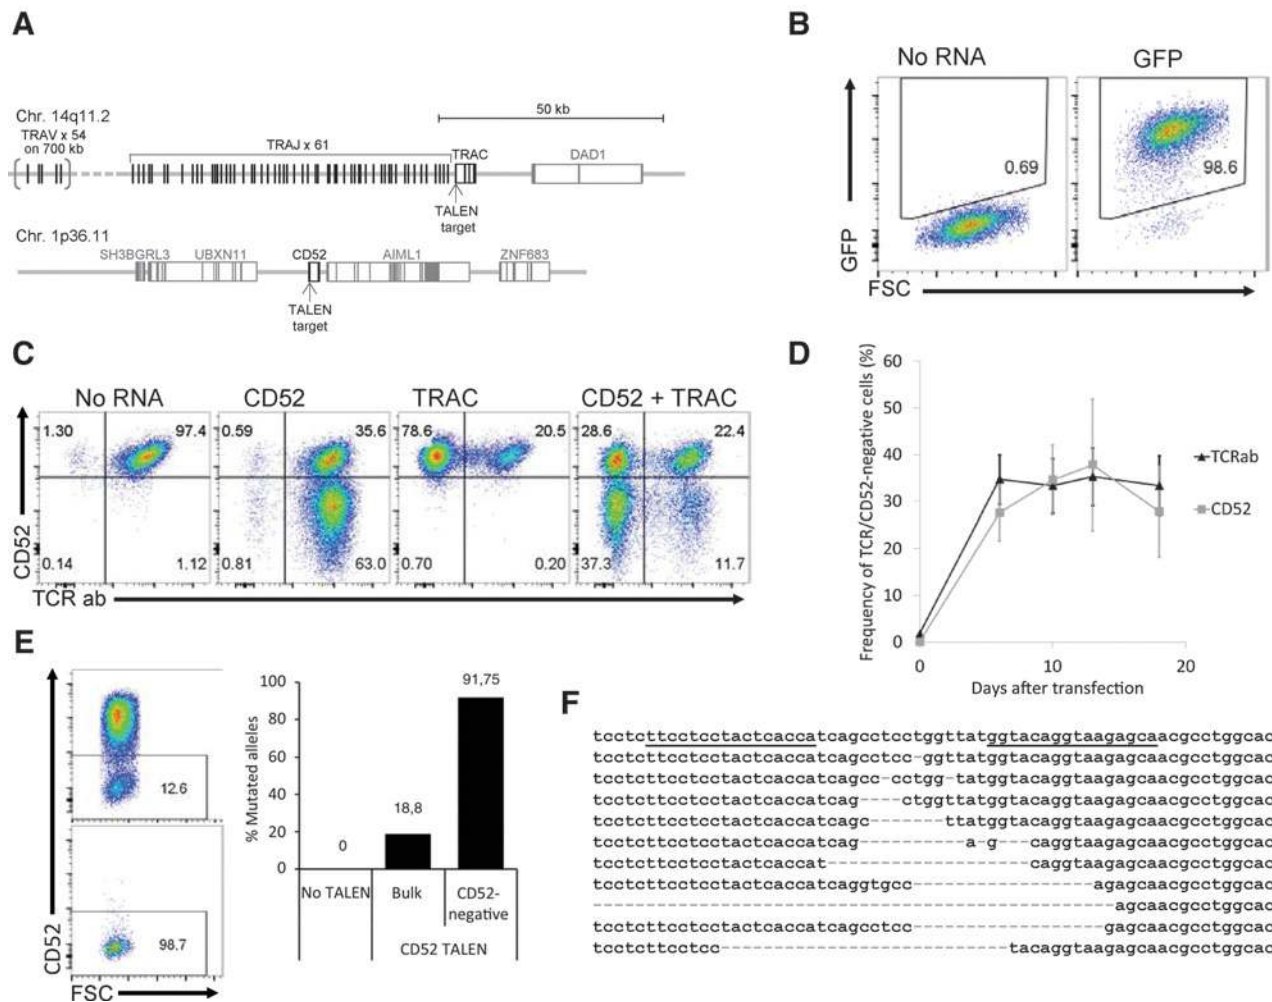 A
Chr. 14q11.2
TRAV x 54
on 700 kb
TRAJ x 61
50 kb
TRAC
DAD1
TALEN
target
Chr. 1p36.11
SH3BGRL3
UBXN11
CD52
AIML1
ZNF683
TALEN
target
B
No RNA
GFP
0.69
98.6
GFP
FSC
C
No RNA
CD52
TRAC
CD52 + TRAC
1.30
97.4
0.59
35.6
78.6
20.5
28.6
22.4
0.14
1.12
0.81
63.0
0.70
0.20
37.3
11.7
CD52
TCR ab
D
Frequency of TCR/CD52-negative cells (%)
60
50
40
30
20
10
0
0
10
20
Days after transfection
TCRab
CD52
E
12.6
98.7
CD52
FSC
% Mutated alleles
100
80
60
40
20
0
0
18,8
91,75
No TALEN
Bulk
CD52-
negative
CD52 TALEN
F
tcctcttcctcctactcaccatcagcctcctggttatggtacaggtaagagcaacgcctggcac
tcctcttcctcctactcaccatcagcctcc-ggttatggtacaggtaagagcaacgcctggcac
tcctcttcctcctactcaccatcagcc-cctgg-tatggtacaggtaagagcaacgcctggcac
tcctcttcctcctactcaccatcag----ctggttatggtacaggtaagagcaacgcctggcac
tcctcttcctcctactcaccatcagc-------ttatggtacaggtaagagcaacgcctggcac
tcctcttcctcctactcaccatcag----------a-g---caggtaagagcaacgcctggcac
tcctcttcctcctactcaccat-------------------caggtaagagcaacgcctggcac
tcctcttcctcctactcaccatcaggtgcc-----------------agagcaacgcctggcac
-------------------------------------------------agcaacgcctggcac
tcctcttcctcctactcaccatcagcctcc------------------gagcaacgcctggcac
tcctcttcctcc---------------------------tacaggtaagagcaacgcctggcac